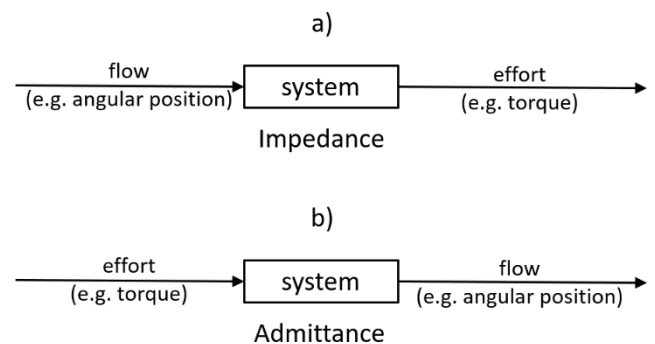 a)
flow
(e.g. angular position)
system
effort
(e.g. torque)
Impedance
b)
effort
(e.g. torque)
system
flow
(e.g. angular position)
Admittance